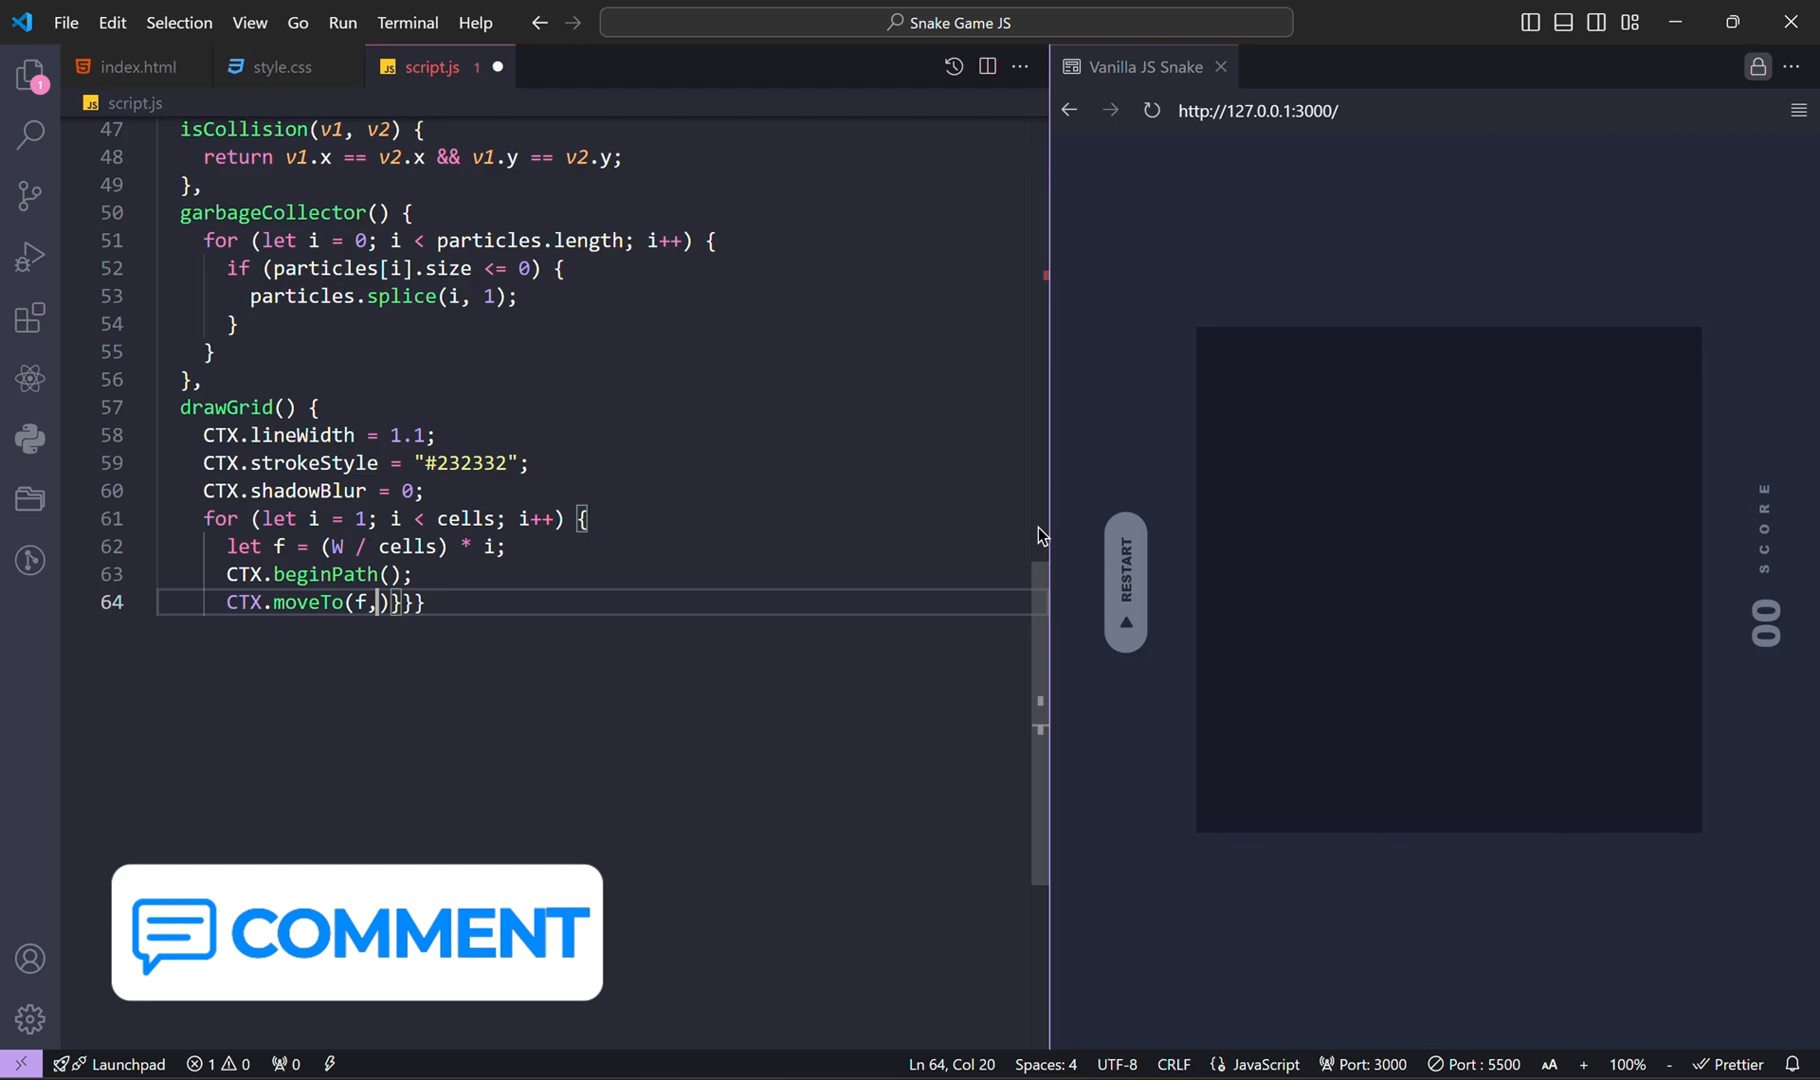 File Edit Selection View Go Run Terminal Help
Snake Game JS
index.html
style.css
JS script.js 1
Vanilla JS Snake
JS script.js
http://127.0.0.1:3000/
1
47 isCollision(v1, v2) {
48 return v1.x == v2.x && v1.y == v2.y;
49 },
50 garbageCollector() {
51 for (let i = 0; i < particles.length; i++) {
52 if (particles[i].size <= 0) {
53 particles.splice(i, 1);
54 }
55 }
56 },
57 drawGrid() {
58 CTX.lineWidth = 1.1;
59 CTX.strokeStyle = "#232332";
60 CTX.shadowBlur = 0;
61 for (let i = 1; i < cells; i++) {
62 let f = (W / cells) * i;
63 CTX.beginPath();
64 CTX.moveTo(f,)}}}
RESTART
SCORE
00
COMMENT
Launchpad 1 0 0 Ln 64, Col 20 Spaces: 4 UTF-8 CRLF {} JavaScript Port: 3000 Port : 5500 AA + 100% - Prettier